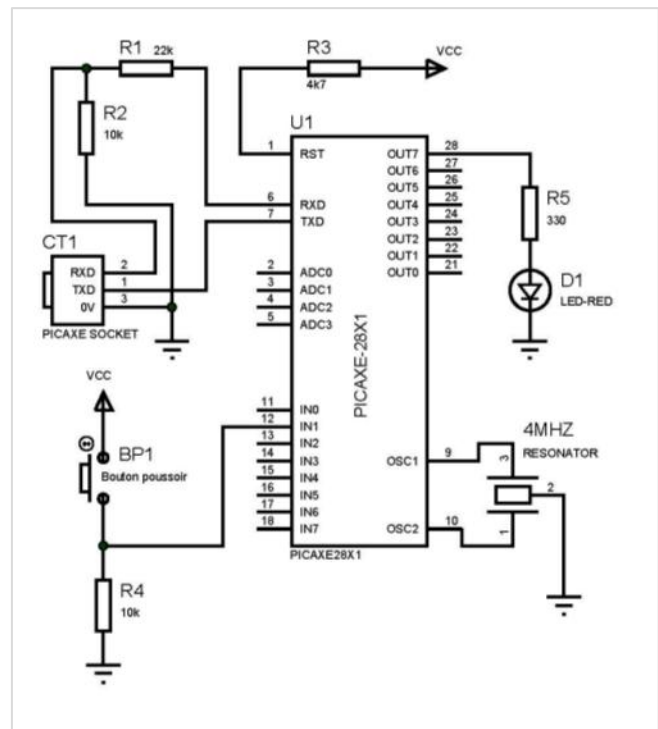 R1 22k
R3
4k7
VCC
R2
10k
U1
1 RST
6 RXD
7 TXD
2 ADC0
3 ADC1
4 ADC2
5 ADC3
11 IN0
12 IN1
13 IN2
14 IN3
15 IN4
16 IN5
17 IN6
18 IN7
OUT7 28
OUT6 27
OUT5 26
OUT4 25
OUT3 24
OUT2 23
OUT1 22
OUT0 21
OSC1 9
OSC2 10
PICAXE-28X1
PICAXE28X1
R5
330
D1
LED-RED
CT1
RXD 2
TXD 1
0V 3
PICAXE SOCKET
VCC
BP1
Bouton poussoir
R4
10k
4MHZ
RESONATOR
3
2
1